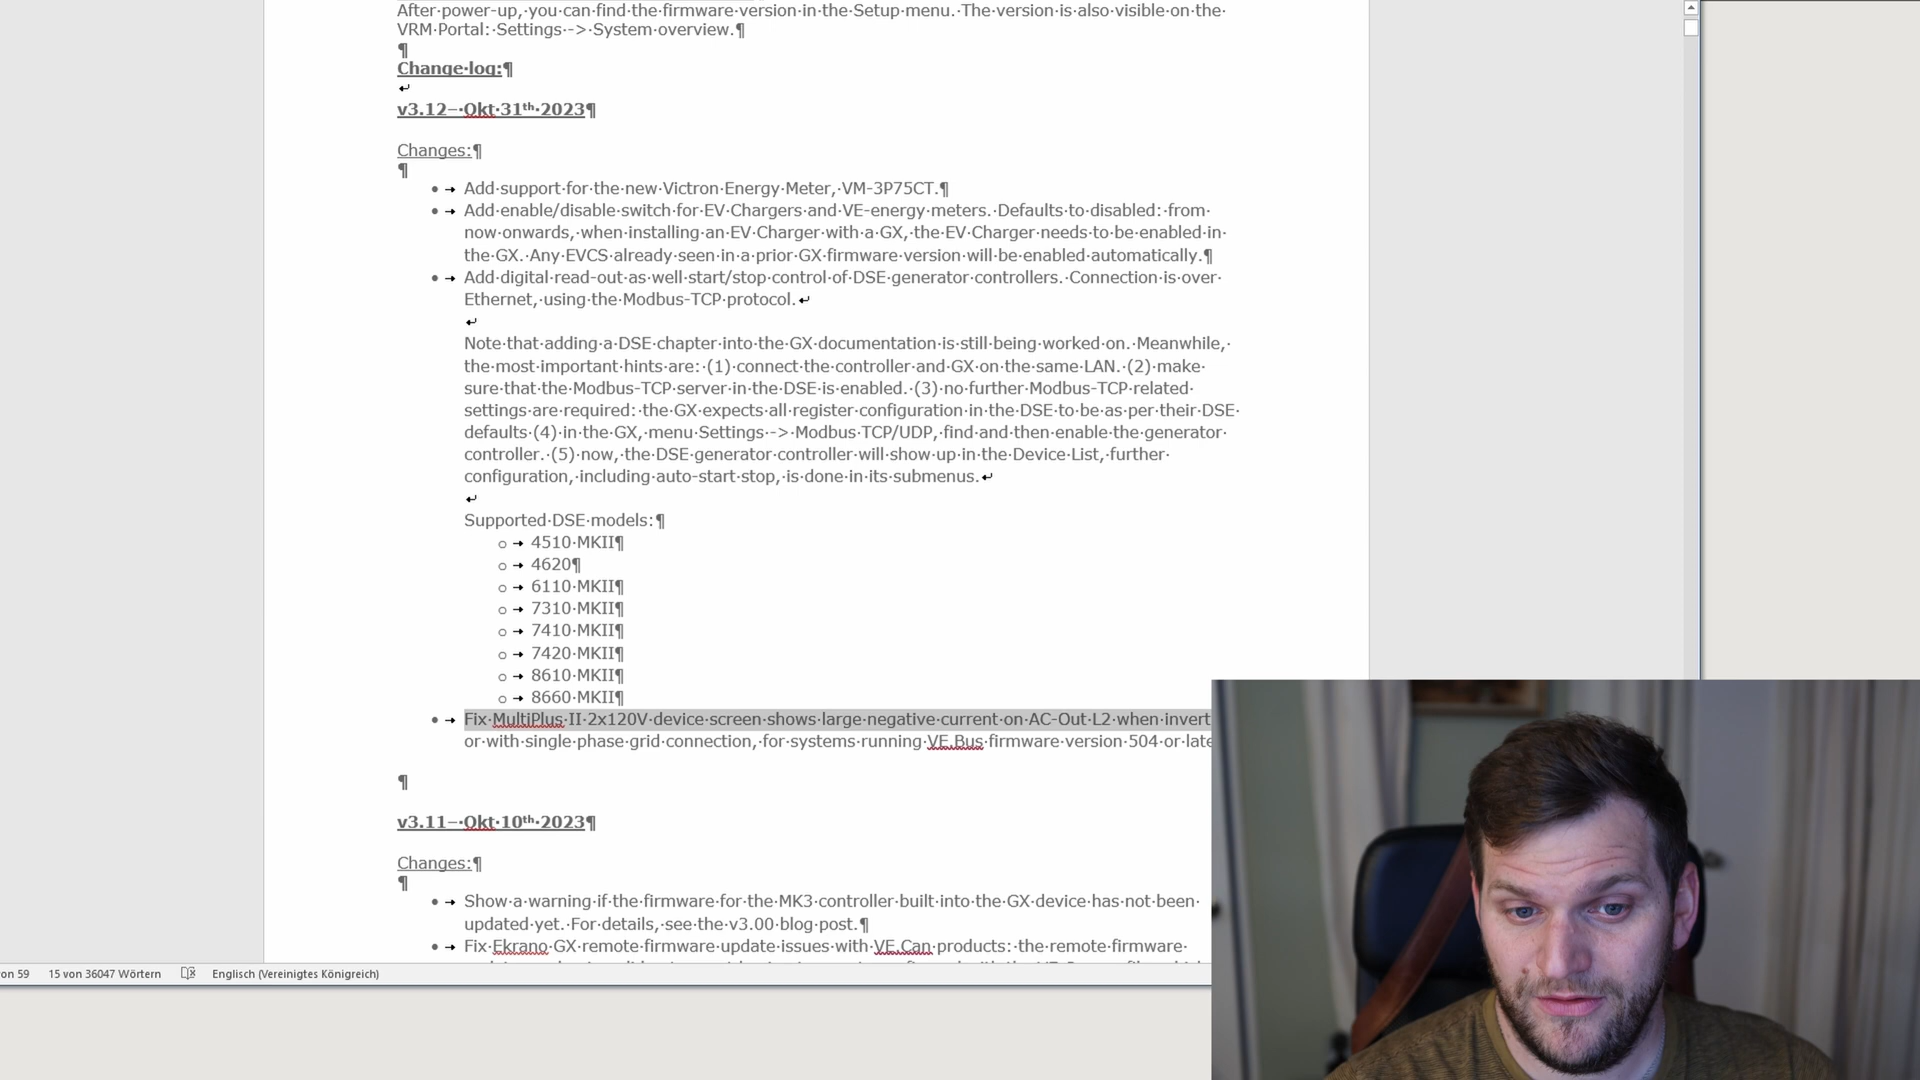 After power-up, you can find the firmware version in the Setup menu. The version is also visible on the
VRM Portal: Settings -> System overview.¶
¶
Change log:¶
v3.12– Okt 31th 2023¶
Changes:¶
¶
Add support for the new Victron Energy Meter, VM-3P75CT.¶
Add enable/disable switch for EV Chargers and VE-energy meters. Defaults to disabled: from
now onwards, when installing an EV Charger with a GX, the EV Charger needs to be enabled in
the GX. Any EVCS already seen in a prior GX firmware version will be enabled automatically.¶
Add digital read-out as well start/stop control of DSE generator controllers. Connection is over
Ethernet, using the Modbus-TCP protocol.
Note that adding a DSE chapter into the GX documentation is still being worked on. Meanwhile,
the most important hints are: (1) connect the controller and GX on the same LAN. (2) make
sure that the Modbus-TCP server in the DSE is enabled. (3) no further Modbus-TCP related
settings are required: the GX expects all register configuration in the DSE to be as per their DSE
defaults (4) in the GX, menu Settings -> Modbus TCP/UDP, find and then enable the generator
controller. (5) now, the DSE generator controller will show up in the Device List, further
configuration, including auto-start stop, is done in its submenus.
Supported DSE models:¶
4510 MKII¶
4620¶
6110 MKII¶
7310 MKII¶
7410 MKII¶
7420 MKII¶
8610 MKII¶
8660 MKII¶
Fix MultiPlus II 2x120V device screen shows large negative current on AC-Out L2 when invert
or with single phase grid connection, for systems running VE.Bus firmware version 504 or late
¶
v3.11– Okt 10th 2023¶
Changes:¶
¶
Show a warning if the firmware for the MK3 controller built into the GX device has not been
updated yet. For details, see the v3.00 blog post.¶
Fix Ekrano GX remote firmware update issues with VE.Can products: the remote firmware
on 59 15 von 36047 Wörtern Englisch (Vereinigtes Königreich)